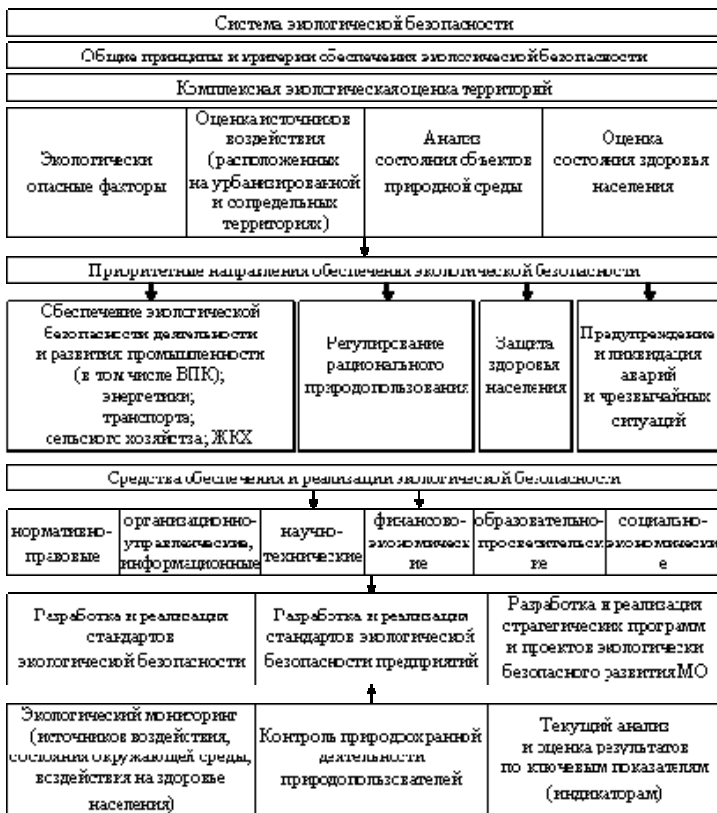 Система экологической безопасности
Общие принципы и критерии обеспечения экологической безопасности
Комплексная экологическая оценка территорий
Экологически
опасные факторы
Оценка источников
воздействия
(расположенных
на урбанизированной
и сопредельных
территориях)
Анализ
состояния объектов
природной среды
Оценка
состояния здоровья
населения
Приоритетные направления обеспечения экологической безопасности
Обеспечение экологической
безопасности деятельности
и развития промышленности
(в том числе ВПК);
энергетики;
транспорта;
сельского хозяйства; ЖКХ
Регулирование
рационального
природопользования
Защита
здоровья
населения
Предупреждение
и ликвидация
аварий
и чрезвычайных
ситуаций
Средства обеспечения и реализации экологической безопасности
нормативно-
правовые
организационно-
управленческие,
информационные
научно-
технические
финансово-
экономическ
ие
образовательно-
просветительск
ие
социально-
экономические
е
Разработка и реализация
стандартов
экологической безопасности
Разработка и реализация
стандартов экологической
безопасности предприятий
Разработка и реализация
стратегических программ
и проектов экологически
безопасного развития МО
Экологический мониторинг
(источников воздействия,
состояния окружающей среды,
воздействия на здоровье
населения)
Контроль природоохранной
деятельности
природопользователей
Текущий анализ
и оценка результатов
по ключевым показателям
(индикаторам)